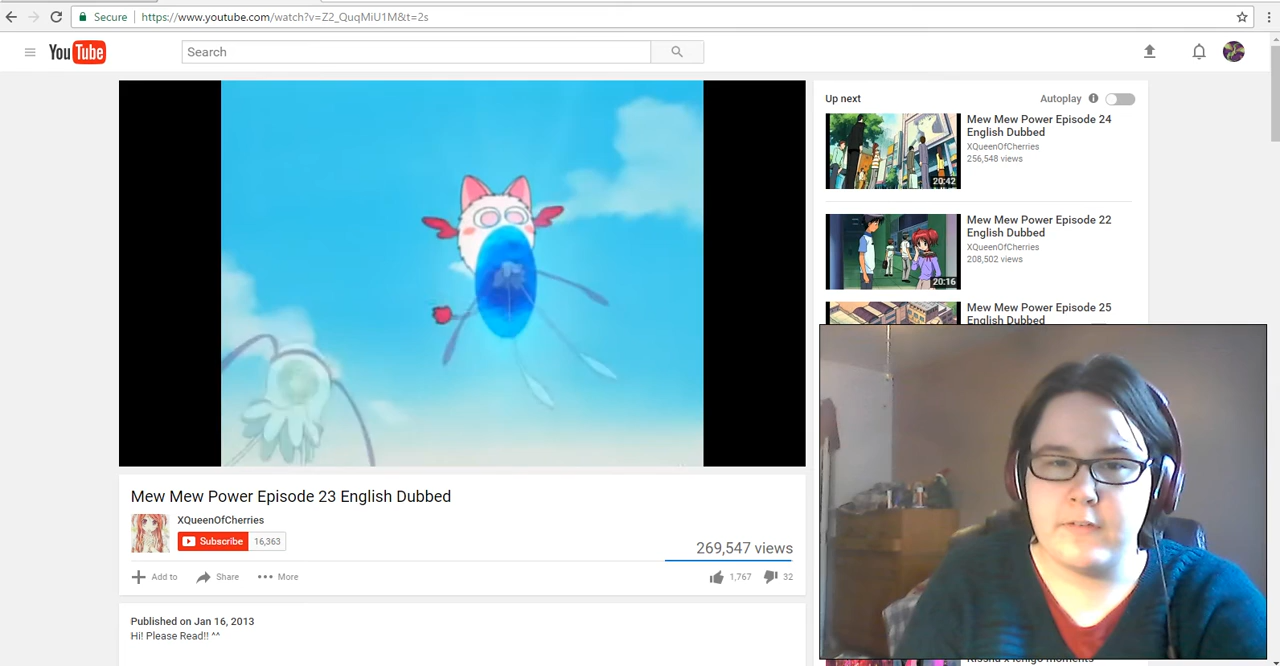 Secure
https://www.youtube.com/watch?v=Z2_QuqMiU1M&t=2s
YouTube
Search
Up next
Autoplay
Mew Mew Power Episode 24
English Dubbed
XQueenOfCherries
256,548 views
20:42
Mew Mew Power Episode 22
English Dubbed
XQueenOfCherries
208,502 views
20:16
Mew Mew Power Episode 25
English Dubbed
Mew Mew Power Episode 23 English Dubbed
XQueenOfCherries
Subscribe 16,363
269,547 views
Add to Share More
1,767 32
Published on Jan 16, 2013
Hi! Please Read!! ^^
Kisshu x Ichigo moments